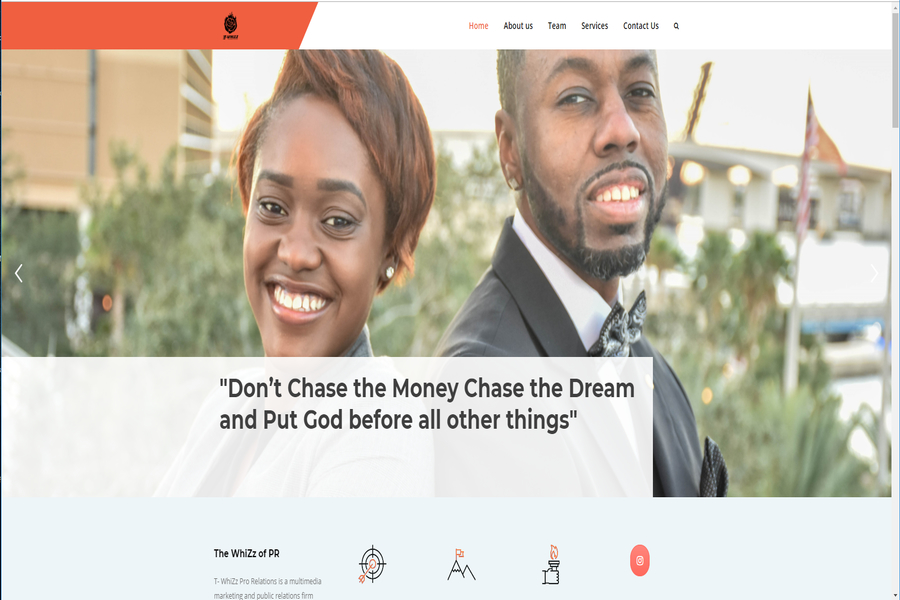 Home About us Team Services Contact Us
"Don’t Chase the Money Chase the Dream
and Put God before all other things"
The WhiZz of PR
T- WhiZz Pro Relations is a multimedia
marketing and public relations firm